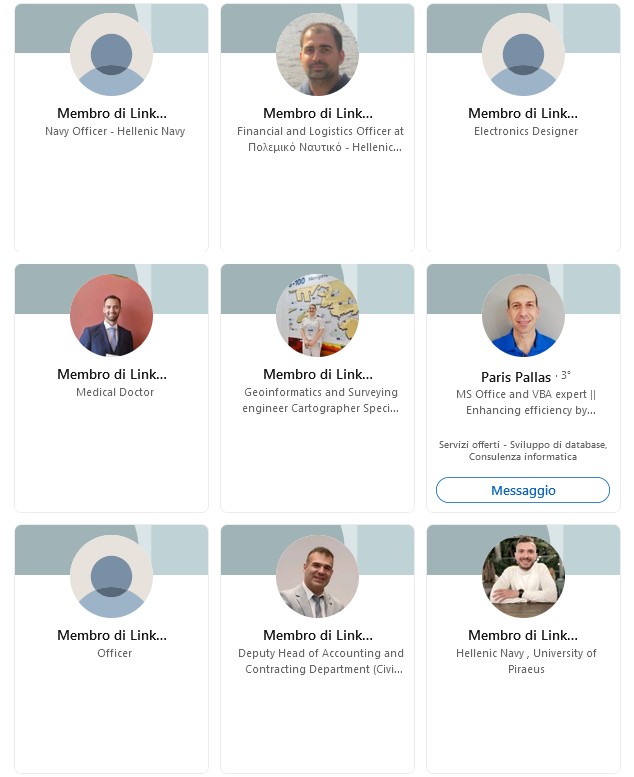 Membro di Link...
Navy Officer - Hellenic Navy
Membro di Link...
Financial and Logistics Officer at
Πολεμικό Ναυτικό - Hellenic...
Membro di Link...
Electronics Designer
Membro di Link...
Medical Doctor
Membro di Link...
Geoinformatics and Surveying
engineer Cartographer Speci...
Paris Pallas · 3°
MS Office and VBA expert ||
Enhancing efficiency by...
Servizi offerti - Sviluppo di database,
Consulenza informatica
Messaggio
Membro di Link...
Officer
Membro di Link...
Deputy Head of Accounting and
Contracting Department (Civi...
Membro di Link...
Hellenic Navy , University of
Piraeus